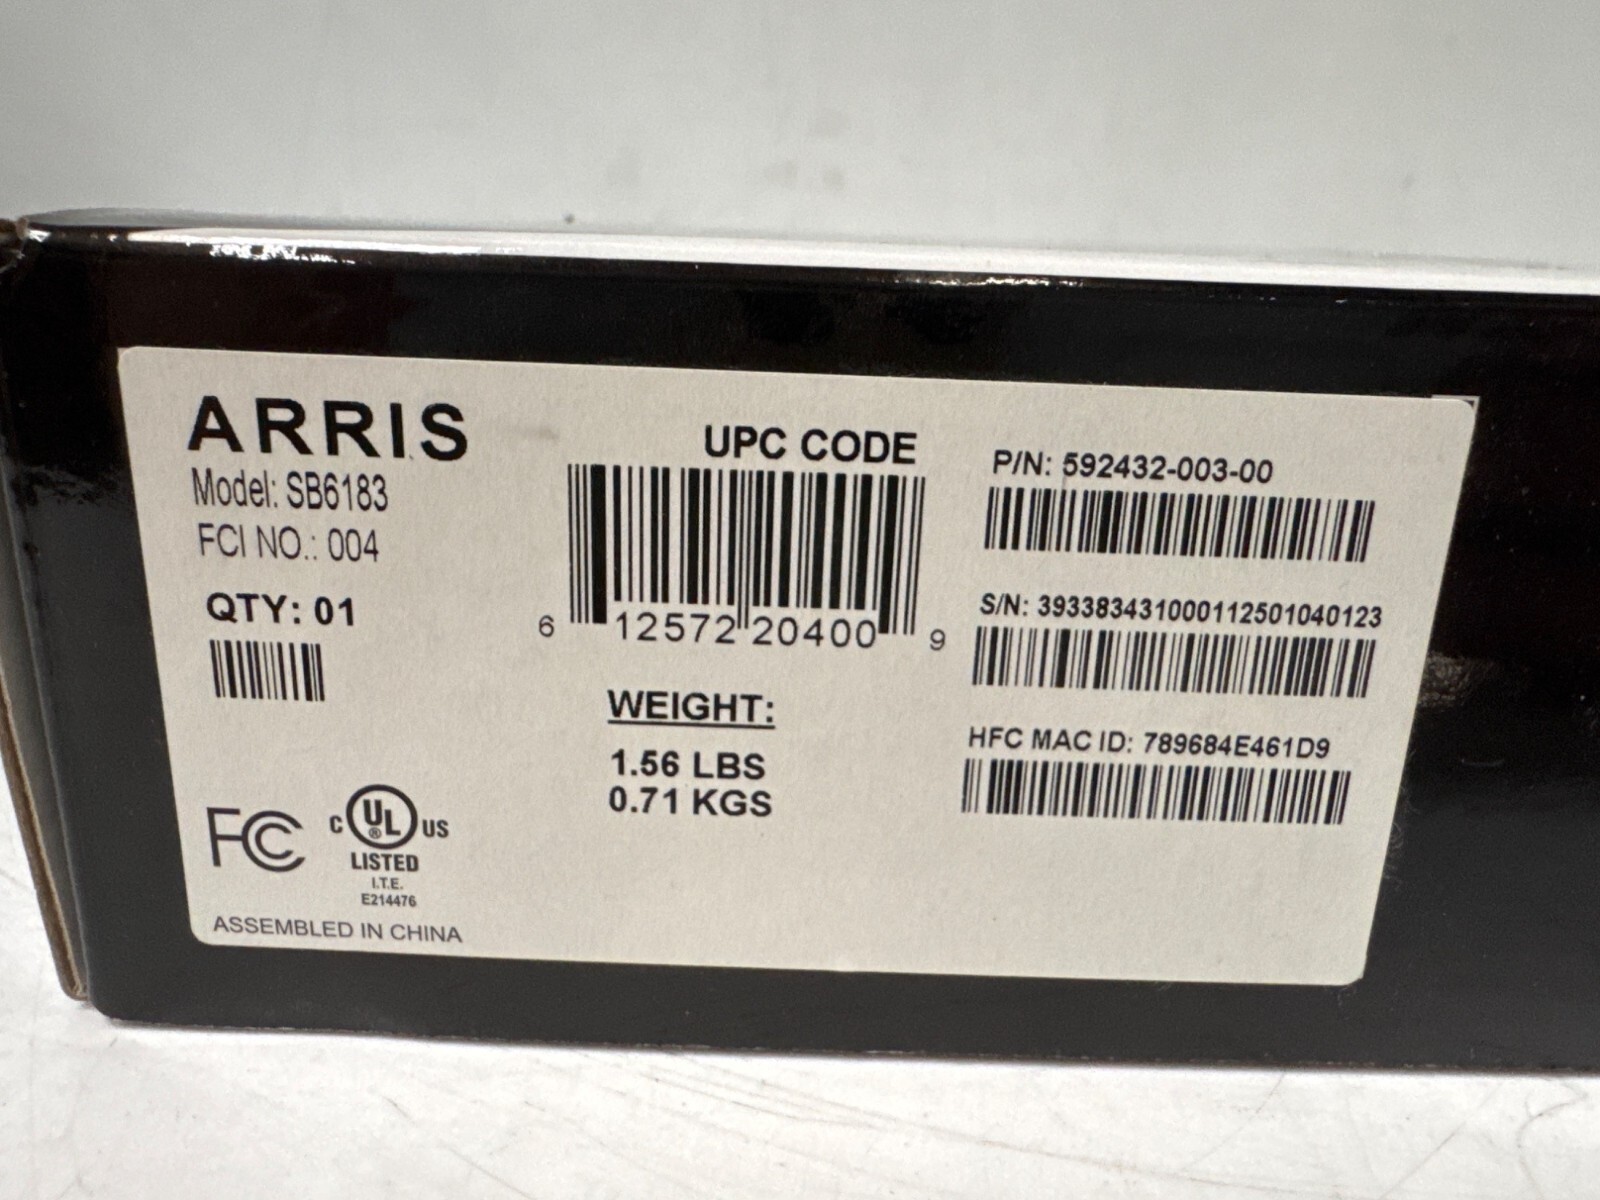 ARRIS
Model: SB6183
FCI NO.: 004
QTY: 01
UPC CODE
6 12572 20400 9
WEIGHT:
1.56 LBS
0.71 KGS
P/N: 592432-003-00
S/N: 393383431000112501040123
HFC MAC ID: 789684E461D9
FCC
C UL ® US
LISTED
I.T.E.
E214476
ASSEMBLED IN CHINA